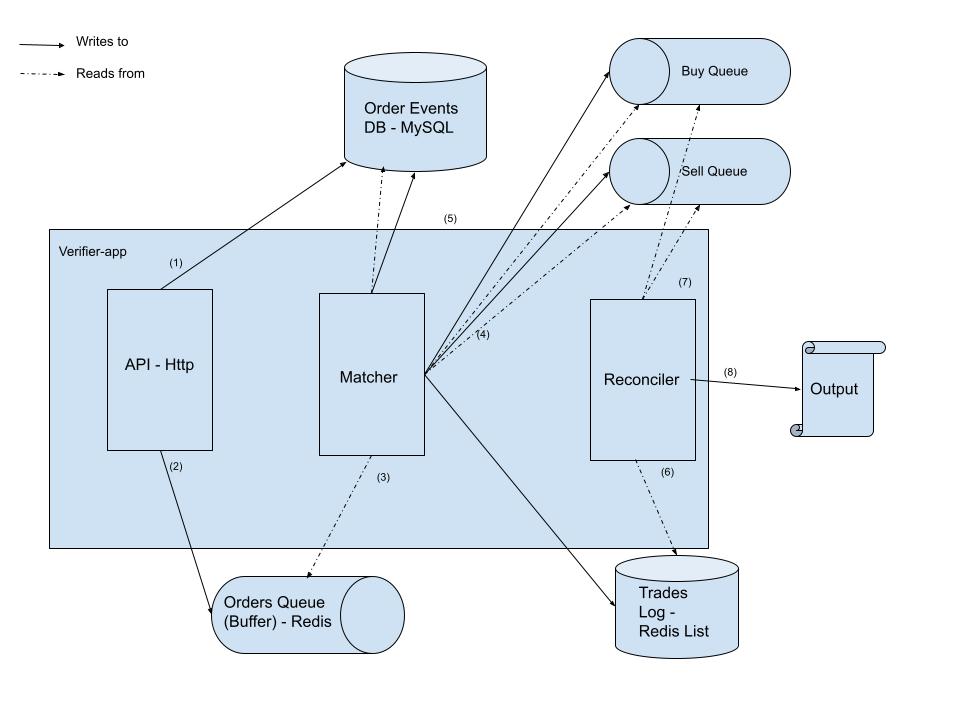 Writes to
Reads from
Order Events
DB - MySQL
Buy Queue
Sell Queue
(5)
Verifier-app
(1)
(7)
(4)
API - Http
Matcher
Reconciler
(8)
Output
(2)
(3)
(6)
Orders Queue
(Buffer) - Redis
Trades
Log -
Redis List